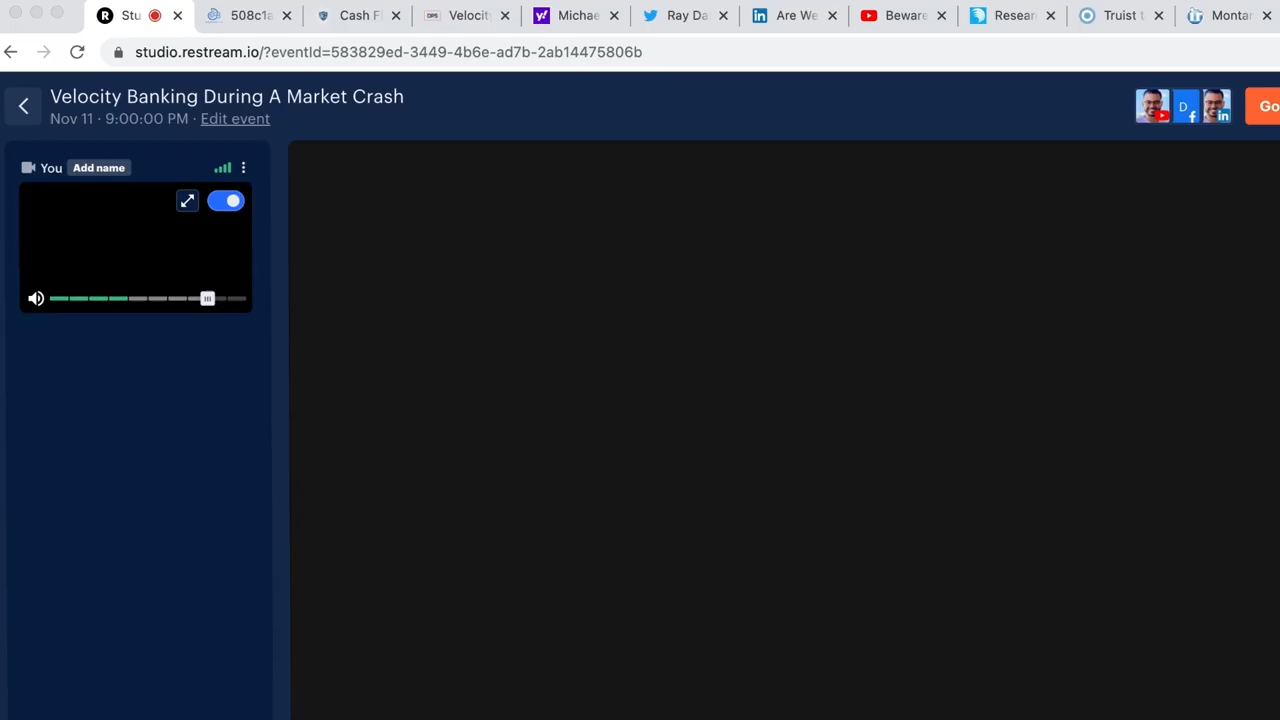 Stu
508c1a
Cash Fl
Velocity
Michae
Ray Da
Are We
Beware
Resear
Truist t
Montar
studio.restream.io/?eventId=583829ed-3449-4b6e-ad7b-2ab14475806b
Velocity Banking During A Market Crash
Nov 11 · 9:00:00 PM · Edit event
D
Go
You Add name